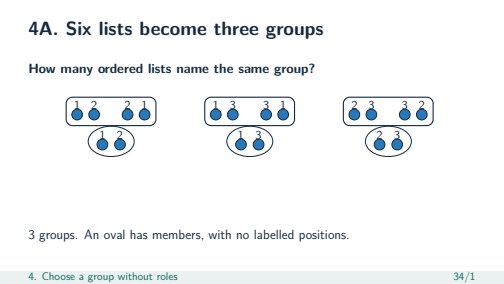 4A. Six lists become three groups
How many ordered lists name the same group?
1 2 2 1 1 3 3 1 2 3 3 2
1 2 1 3 2 3
3 groups. An oval has members, with no labelled positions.
4. Choose a group without roles 34/1